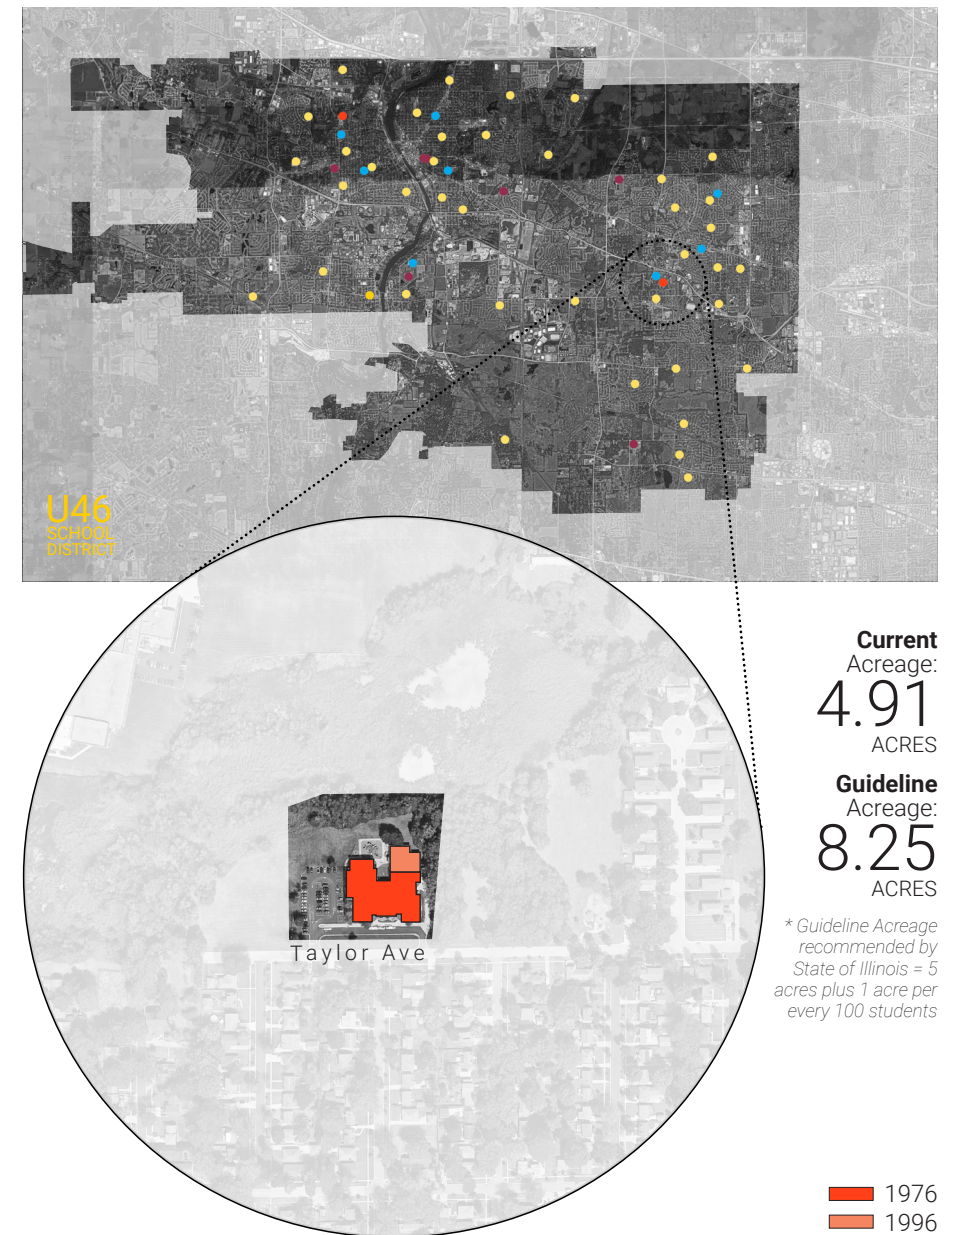 U46
SCHOOL
DISTRICT
Current
Acreage:
4.91
ACRES
Guideline
Acreage:
8.25
ACRES
* Guideline Acreage
recommended by
State of Illinois = 5
acres plus 1 acre per
every 100 students
Taylor Ave
1976
1996